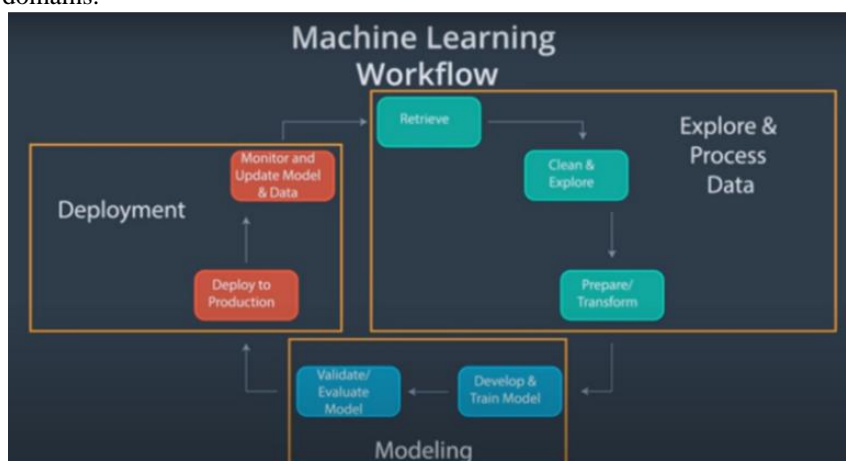 domains.
Machine Learning
Workflow
Retrieve
Explore &
Process
Data
Clean &
Explore
Prepare/
Transform
Monitor and
Update Model
& Data
Deployment
Deploy to
Production
Validate/
Evaluate
Model
Develop &
Train Model
Modeling